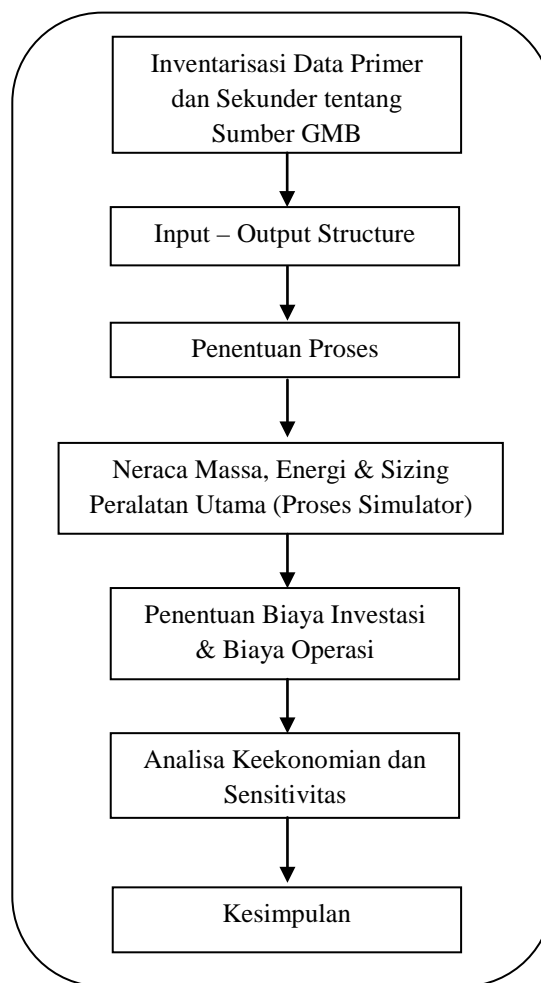 Inventarisasi Data Primer
dan Sekunder tentang
Sumber GMB
Input – Output Structure
Penentuan Proses
Neraca Massa, Energi & Sizing
Peralatan Utama (Proses Simulator)
Penentuan Biaya Investasi
& Biaya Operasi
Analisa Keekonomian dan
Sensitivitas
Kesimpulan